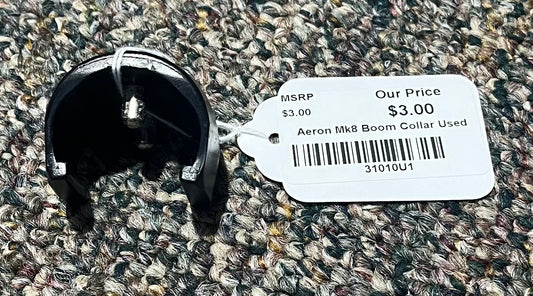 MSRP Our Price
$3.00 $3.00
Aeron Mk8 Boom Collar Used
31010U1